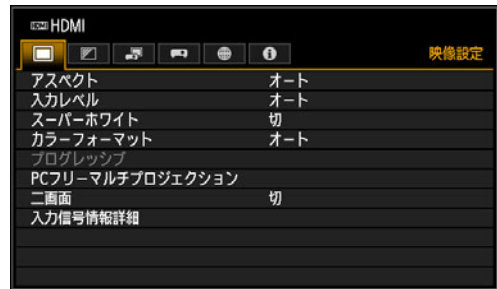 HDMI HDMI
映像設定
アスペクト オート
入力レベル オート
スーパーホワイト 切
カラーフォーマット オート
プログレッシブ
PCフリーマルチプロジェクション
二画面 切
入力信号情報詳細